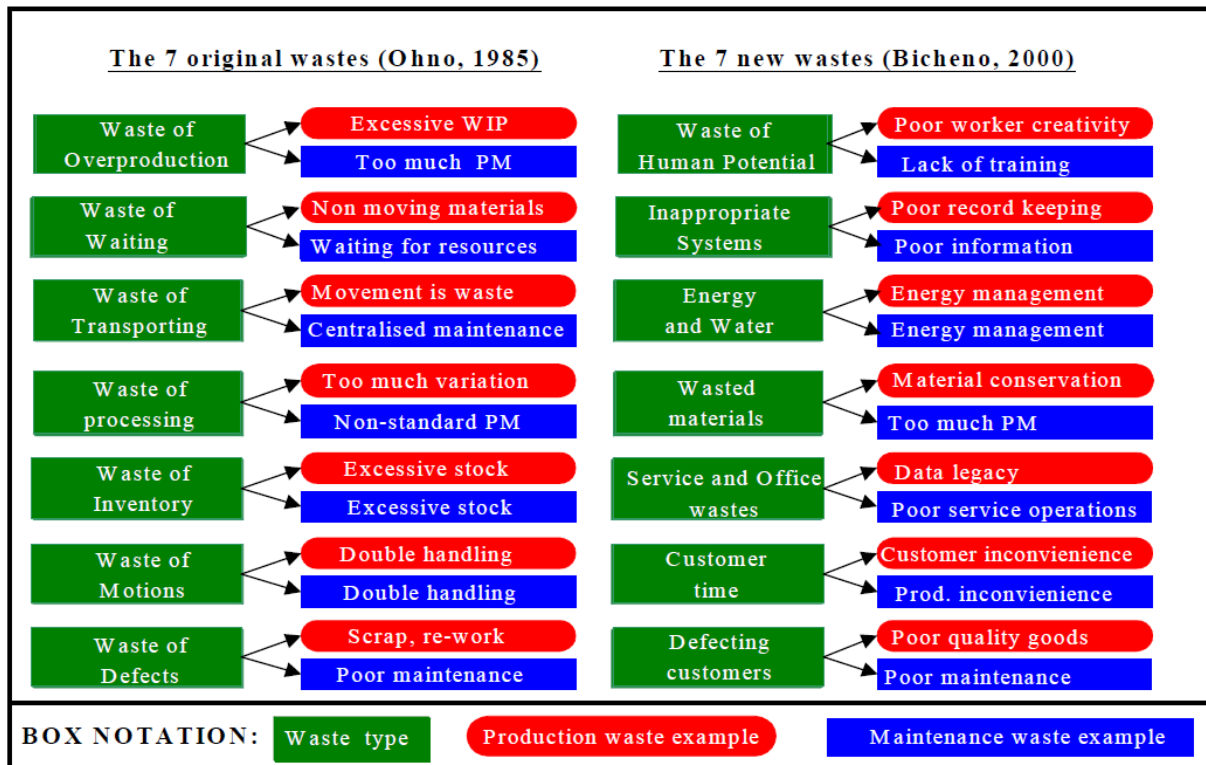 The 7 original wastes (Ohno, 1985)
The 7 new wastes (Bicheno, 2000)
Waste of
Overproduction
Excessive WIP
Too much PM
Waste of
Waiting
Non moving materials
Waiting for resources
Waste of
Transporting
Movement is waste
Centralised maintenance
Waste of
processing
Too much variation
Non-standard PM
Waste of
Inventory
Excessive stock
Excessive stock
Waste of
Motions
Double handling
Double handling
Waste of
Defects
Scrap, re-work
Poor maintenance
Waste of
Human Potential
Poor worker creativity
Lack of training
Inappropriate
Systems
Poor record keeping
Poor information
Energy
and Water
Energy management
Energy management
Wasted
materials
Material conservation
Too much PM
Service and Office
wastes
Data legacy
Poor service operations
Customer
time
Customer inconvienience
Prod. inconvienience
Defecting
customers
Poor quality goods
Poor maintenance
BOX NOTATION:
Waste type
Production waste example
Maintenance waste example